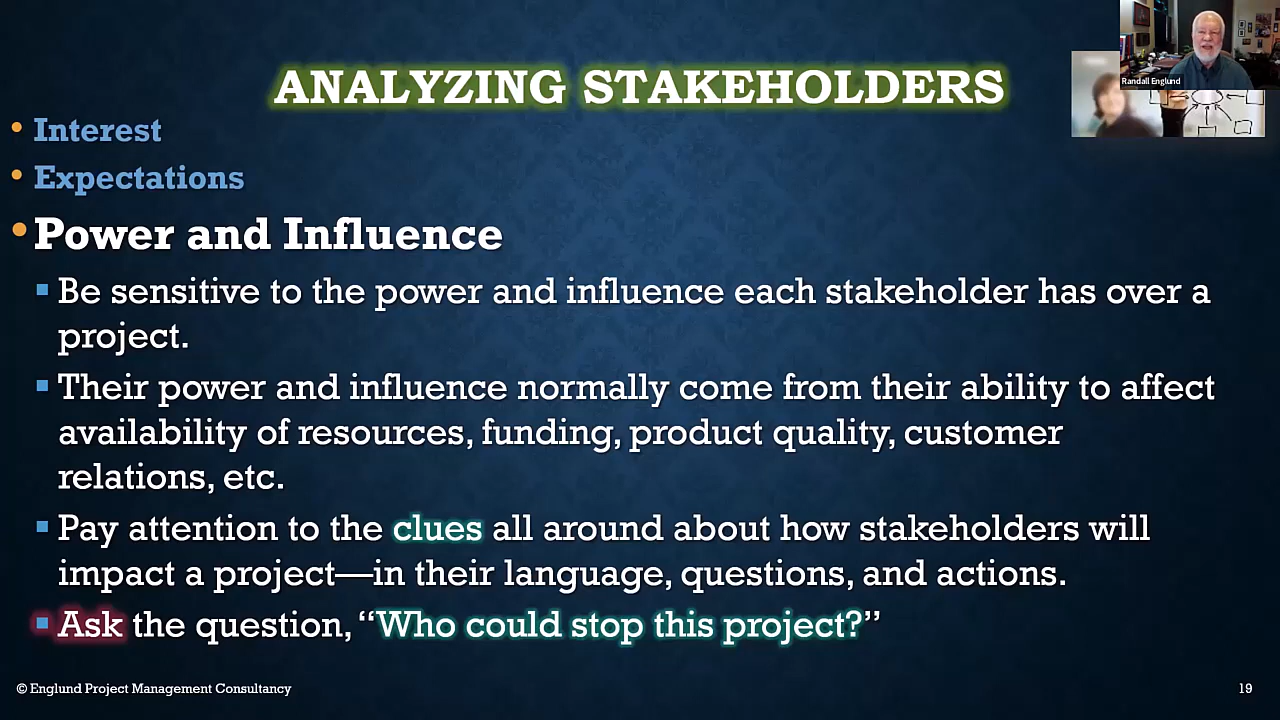 Randall Englund
ANALYZING STAKEHOLDERS
• Interest
• Expectations
• Power and Influence
▪ Be sensitive to the power and influence each stakeholder has over a
project.
▪ Their power and influence normally come from their ability to affect
availability of resources, funding, product quality, customer
relations, etc.
▪ Pay attention to the clues all around about how stakeholders will
impact a project—in their language, questions, and actions.
▪ Ask the question, “Who could stop this project?”
© Englund Project Management Consultancy
19